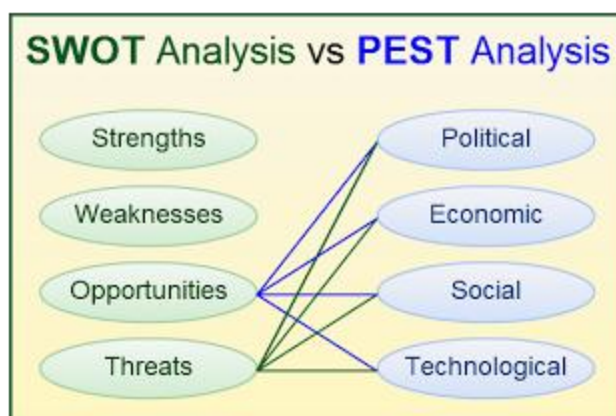 SWOT Analysis vs PEST Analysis
Strengths
Political
Weaknesses
Economic
Opportunities
Social
Threats
Technological